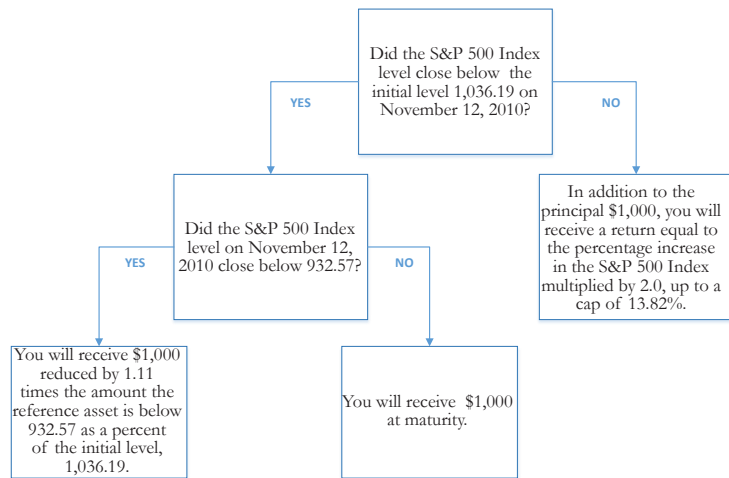 Did the S&P 500 Index
level close below the
initial level 1,036.19 on
November 12, 2010?
YES
NO
Did the S&P 500 Index
level on November 12,
2010 close below 932.57?
In addition to the
principal $1,000, you will
receive a return equal to
the percentage increase
in the S&P 500 Index
multiplied by 2.0, up to a
cap of 13.82%.
YES
NO
You will receive $1,000
reduced by 1.11
times the amount the
reference asset is below
932.57 as a percent
of the initial level,
1,036.19.
You will receive $1,000
at maturity.